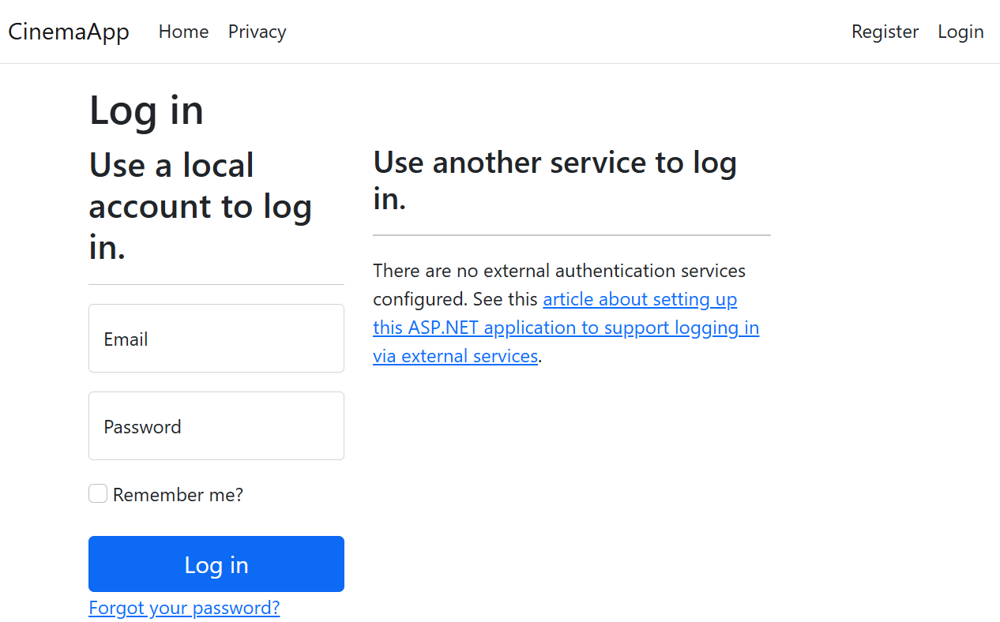 CinemaApp Home Privacy Register Login
Log in
Use a local
account to log
in.
Email
Password
Remember me?
Log in
Forgot your password?
Use another service to log
in.
There are no external authentication services
configured. See this article about setting up
this ASP.NET application to support logging in
via external services.